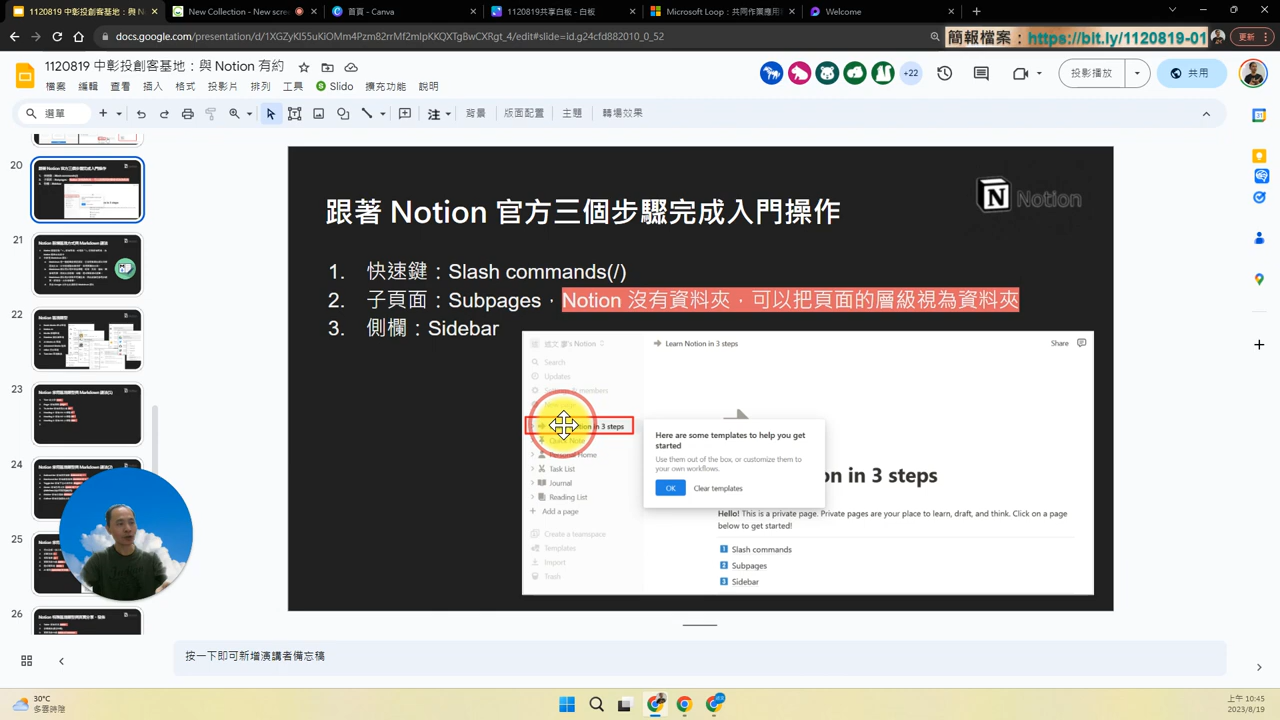 1120819 中彰投創客基地：與 N
New Collection - New scree
首頁 - Canva
1120819共享白板 - 白板
Microsoft Loop：共同作業應用
Welcome
docs.google.com/presentation/d/1XGZyKI55uKlOMm4Pzm82rrMf2mIpKKQXTgBwOwCXRgt_4/edit#slide=id.g24cfd882010_0_52
簡報檔案：https://bit.ly/1120819-01
更新
1120819 中彰投創客基地：與 Notion 有約
檔案 編輯 查看 插入 投影片 排列 工具 Slido 擴充功能 說明
+22
投影播放
共用
選單
背景 版面配置 主題 轉場效果
20
21
22
23
24
25
26
跟著 Notion 官方三個步驟完成入門操作
Notion
1. 快速鍵：Slash commands(/)
2. 子頁面：Subpages，Notion 沒有資料夾，可以把頁面的層級視為資料夾
3. 側欄：Sidebar
's Notion
Learn Notion in 3 steps
Share
Search
Updates
members
in 3 steps
Quick Note
Personal Home
Task List
Journal
Reading List
Add a page
Create a teamspace
Templates
Import
Trash
Here are some templates to help you get
started
Use them out of the box, or customize them to
your own workflows.
OK
Clear templates
on in 3 steps
Hello! This is a private page. Private pages are your place to learn, draft, and think. Click on a page
below to get started!
1 Slash commands
2 Subpages
3 Sidebar
按一下即可新增演講者備忘稿
30°C
多雲時陰
上午 10:45
2023/8/19